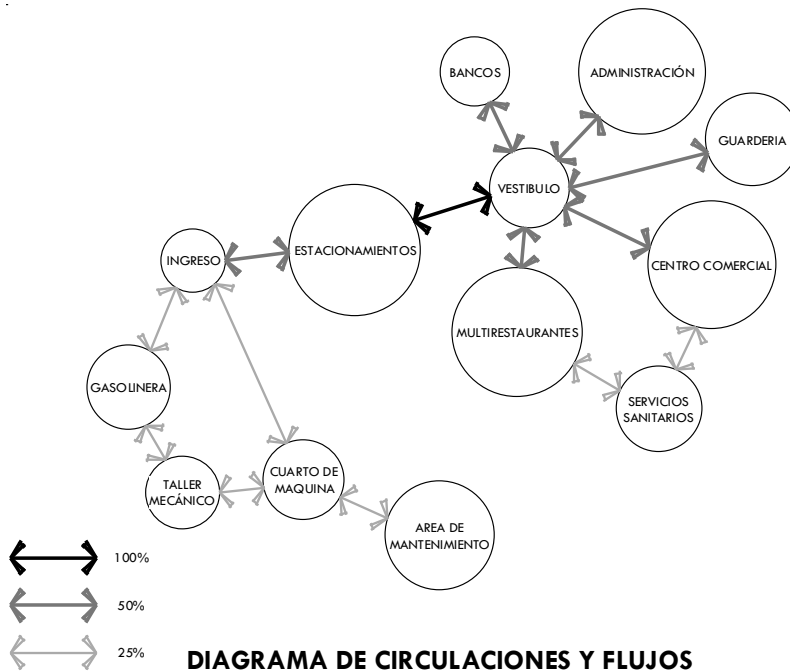 BANCOS
ADMINISTRACIÓN
GUARDERIA
VESTIBULO
ESTACIONAMIENTOS
INGRESO
CENTRO COMERCIAL
MULTIRESTAURANTES
GASOLINERA
SERVICIOS
SANITARIOS
CUARTO DE
MAQUINA
TALLER
MECÁNICO
AREA DE
MANTENIMIENTO
100%
50%
25%
DIAGRAMA DE CIRCULACIONES Y FLUJOS